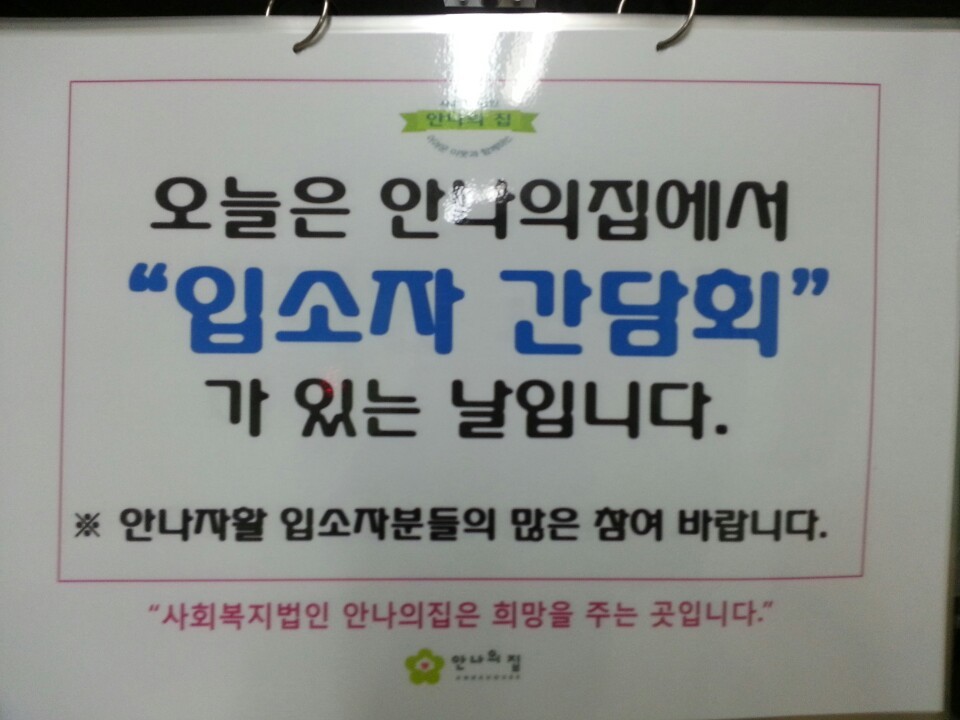 안나의 집
오늘은 안나의집에서
“입소자 간담회”
가 있는 날입니다.
※ 안나자활 입소자분들의 많은 참여 바랍니다.
“사회복지법인 안나의집은 희망을 주는 곳입니다.”
안나의 집